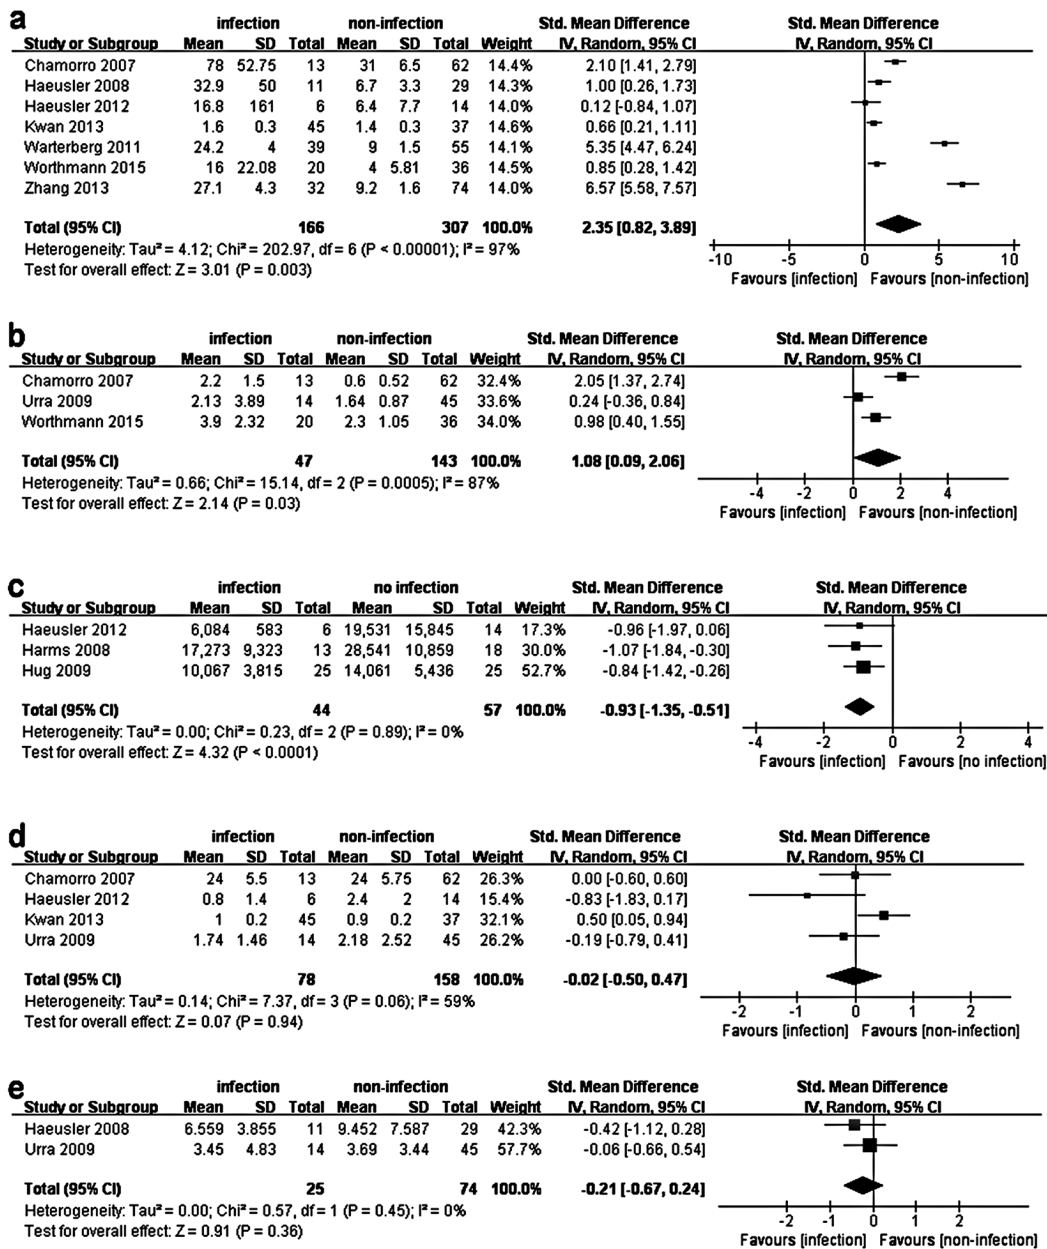 a
infection non-infection Std. Mean Difference Std. Mean Difference
Study or Subgroup Mean SD Total Mean SD Total Weight IV, Random, 95% CI IV, Random, 95% CI
Chamorro 2007 78 52.75 13 31 6.5 62 14.4% 2.10 [1.41, 2.79]
Haeusler 2008 32.9 50 11 6.7 3.3 29 14.3% 1.00 [0.26, 1.73]
Haeusler 2012 16.8 161 6 6.4 7.7 14 14.0% 0.12 [-0.84, 1.07]
Kwan 2013 1.6 0.3 45 1.4 0.3 37 14.6% 0.66 [0.21, 1.11]
Warterberg 2011 24.2 4 39 9 1.5 55 14.1% 5.35 [4.47, 6.24]
Worthmann 2015 16 22.08 20 4 5.81 36 14.5% 0.85 [0.28, 1.42]
Zhang 2013 27.1 4.3 32 9.2 1.6 74 14.0% 6.57 [5.58, 7.57]
Total (95% CI) 166 307 100.0% 2.35 [0.82, 3.89]
Heterogeneity: Tau² = 4.12; Chi² = 202.97, df = 6 (P < 0.00001); I² = 97%
Test for overall effect: Z = 3.01 (P = 0.003)
-10 -5 0 5 10
Favours [infection] Favours [non-infection]
b
infection non-infection Std. Mean Difference Std. Mean Difference
Study or Subgroup Mean SD Total Mean SD Total Weight IV, Random, 95% CI IV, Random, 95% CI
Chamorro 2007 2.2 1.5 13 0.6 0.52 62 32.4% 2.05 [1.37, 2.74]
Urra 2009 2.13 3.89 14 1.64 0.87 45 33.6% 0.24 [-0.36, 0.84]
Worthmann 2015 3.9 2.32 20 2.3 1.05 36 34.0% 0.98 [0.40, 1.55]
Total (95% CI) 47 143 100.0% 1.08 [0.09, 2.06]
Heterogeneity: Tau² = 0.66; Chi² = 15.14, df = 2 (P = 0.0005); I² = 87%
Test for overall effect: Z = 2.14 (P = 0.03)
-4 -2 0 2 4
Favours [infection] Favours [non-infection]
c
infection no infection Std. Mean Difference Std. Mean Difference
Study or Subgroup Mean SD Total Mean SD Total Weight IV, Random, 95% CI IV, Random, 95% CI
Haeusler 2012 6,084 583 6 19,531 15,845 14 17.3% -0.96 [-1.97, 0.06]
Harms 2008 17,273 9,323 13 28,541 10,859 18 30.0% -1.07 [-1.84, -0.30]
Hug 2009 10,067 3,815 25 14,061 5,436 25 52.7% -0.84 [-1.42, -0.26]
Total (95% CI) 44 57 100.0% -0.93 [-1.35, -0.51]
Heterogeneity: Tau² = 0.00; Chi² = 0.23, df = 2 (P = 0.89); I² = 0%
Test for overall effect: Z = 4.32 (P < 0.0001)
-4 -2 0 2 4
Favours [infection] Favours [no infection]
d
infection non-infection Std. Mean Difference Std. Mean Difference
Study or Subgroup Mean SD Total Mean SD Total Weight IV, Random, 95% CI IV, Random, 95% CI
Chamorro 2007 24 5.5 13 24 5.75 62 26.3% 0.00 [-0.60, 0.60]
Haeusler 2012 0.8 1.4 6 2.4 2 14 15.4% -0.83 [-1.83, 0.17]
Kwan 2013 1 0.2 45 0.9 0.2 37 32.1% 0.50 [0.05, 0.94]
Urra 2009 1.74 1.46 14 2.18 2.52 45 26.2% -0.19 [-0.79, 0.41]
Total (95% CI) 78 158 100.0% -0.02 [-0.50, 0.47]
Heterogeneity: Tau² = 0.14; Chi² = 7.37, df = 3 (P = 0.06); I² = 59%
Test for overall effect: Z = 0.07 (P = 0.94)
-2 -1 0 1 2
Favours [infection] Favours [non-infection]
e
infection non-infection Std. Mean Difference Std. Mean Difference
Study or Subgroup Mean SD Total Mean SD Total Weight IV, Random, 95% CI IV, Random, 95% CI
Haeusler 2008 6.559 3.855 11 9.452 7.587 29 42.3% -0.42 [-1.12, 0.28]
Urra 2009 3.45 4.83 14 3.69 3.44 45 57.7% -0.06 [-0.66, 0.54]
Total (95% CI) 25 74 100.0% -0.21 [-0.67, 0.24]
Heterogeneity: Tau² = 0.00; Chi² = 0.57, df = 1 (P = 0.45); I² = 0%
Test for overall effect: Z = 0.91 (P = 0.36)
-2 -1 0 1 2
Favours [infection] Favours [non-infection]